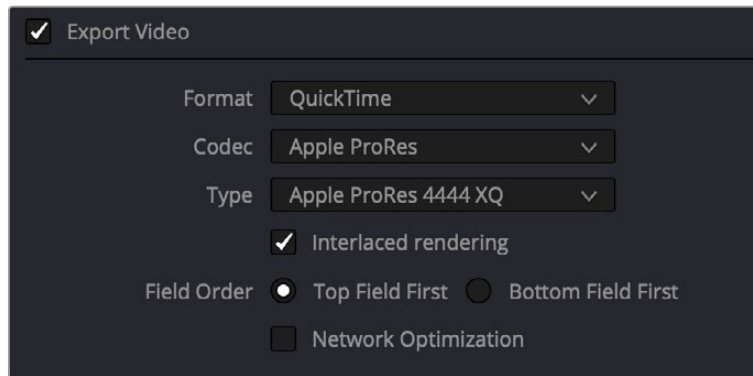 Export Video
Format QuickTime
Codec Apple ProRes
Type Apple ProRes 4444 XQ
Interlaced rendering
Field Order Top Field First Bottom Field First
Network Optimization